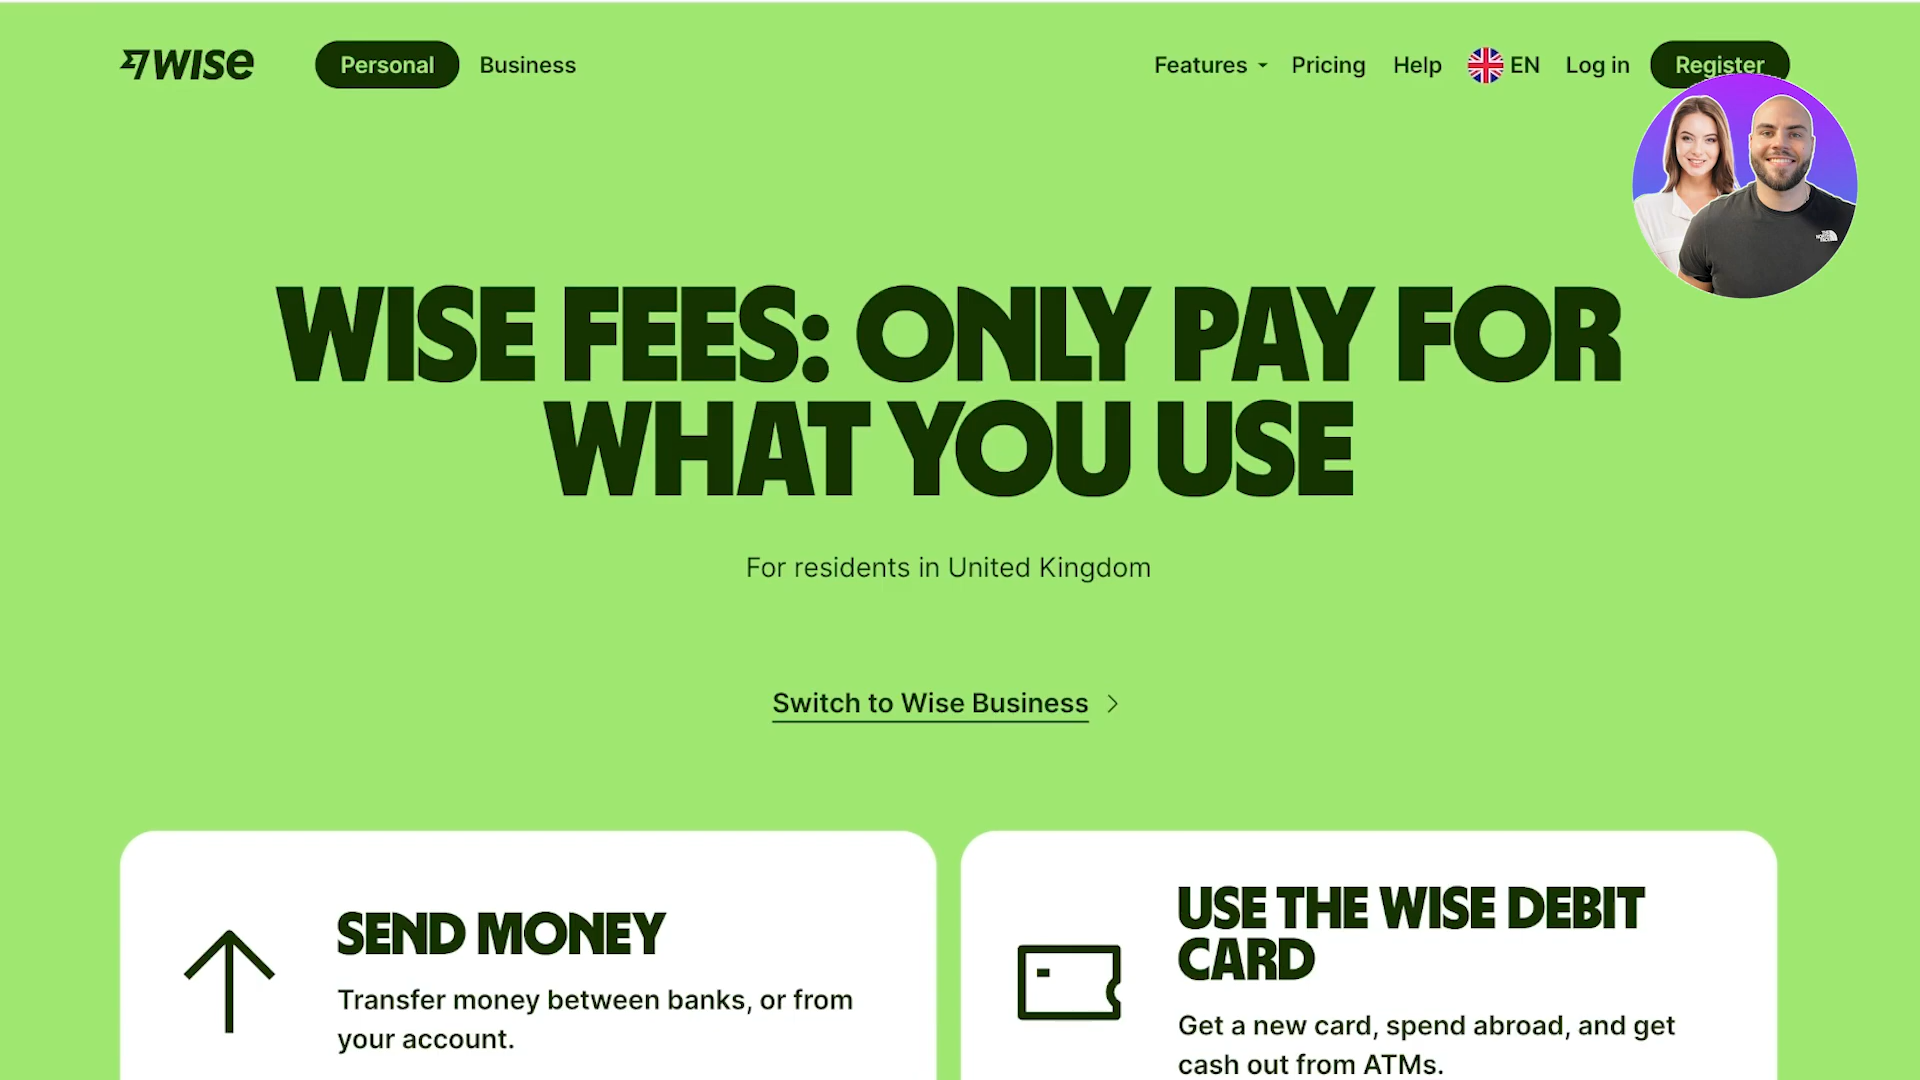 WISE
Personal
Business
Features
Pricing
Help
EN
Log in
Register
WISE FEES: ONLY PAY FOR
WHAT YOU USE
For residents in United Kingdom
Switch to Wise Business
SEND MONEY
Transfer money between banks, or from
your account.
USE THE WISE DEBIT
CARD
Get a new card, spend abroad, and get
cash out from ATMs.